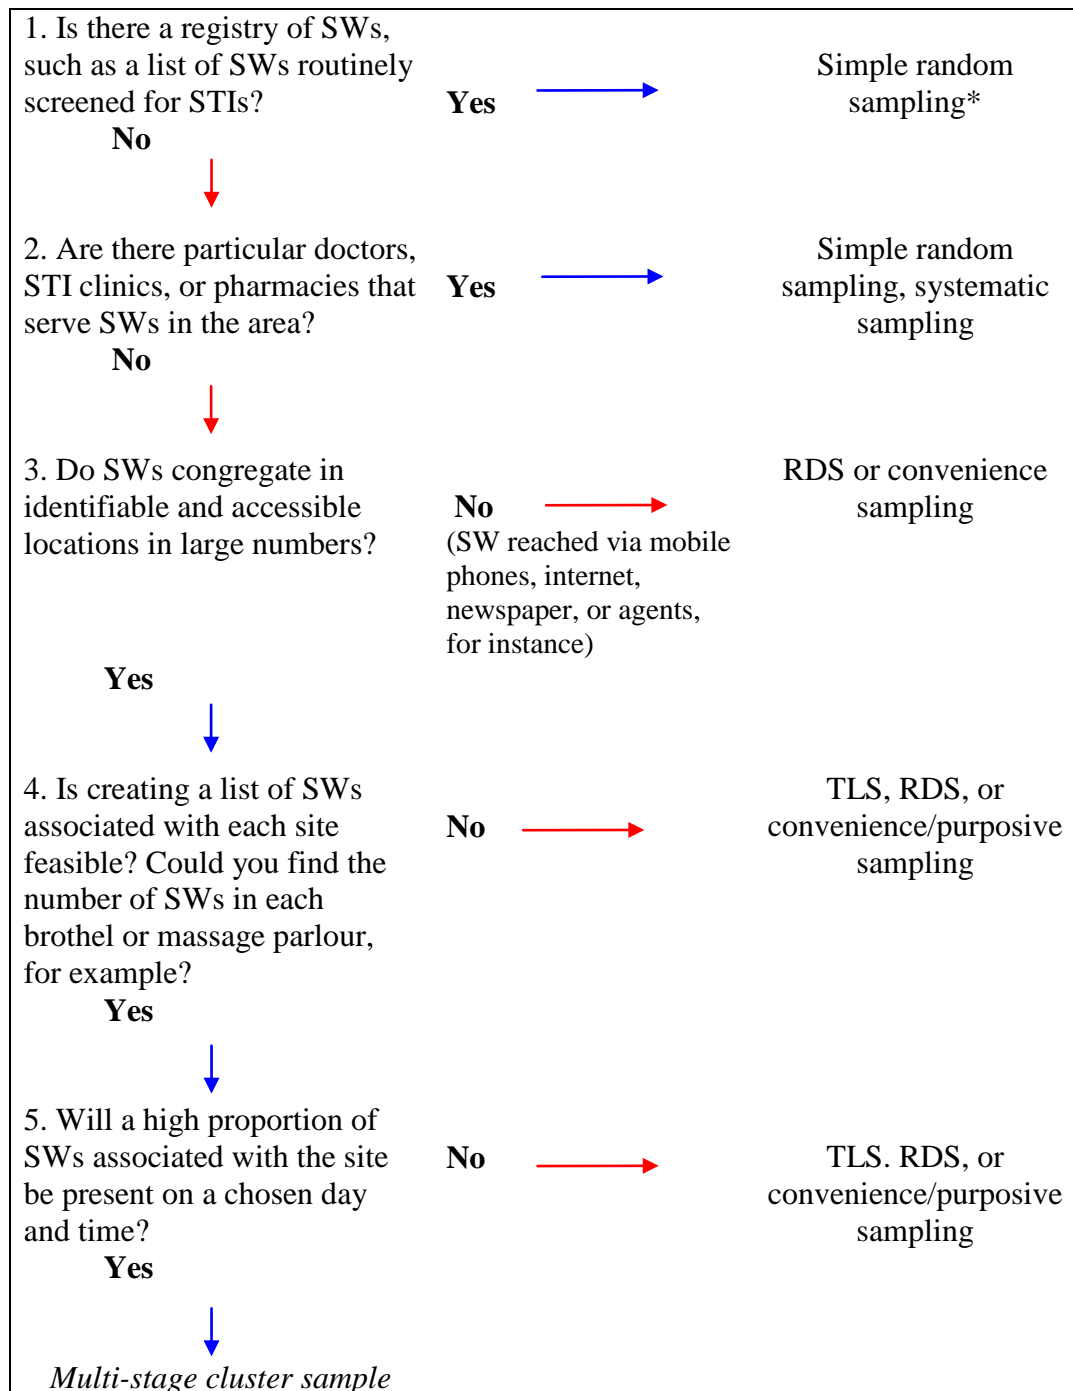 1. Is there a registry of SWs,
such as a list of SWs routinely
screened for STIs?
Yes
Simple random
sampling*
No
2. Are there particular doctors,
STI clinics, or pharmacies that
serve SWs in the area?
Yes
Simple random
sampling, systematic
sampling
No
3. Do SWs congregate in
identifiable and accessible
locations in large numbers?
No
(SW reached via mobile
phones, internet,
newspaper, or agents,
for instance)
RDS or convenience
sampling
Yes
4. Is creating a list of SWs
associated with each site
feasible? Could you find the
number of SWs in each
brothel or massage parlour,
for example?
No
TLS, RDS, or
convenience/purposive
sampling
Yes
5. Will a high proportion of
SWs associated with the site
be present on a chosen day
and time?
No
TLS. RDS, or
convenience/purposive
sampling
Yes
Multi-stage cluster sample